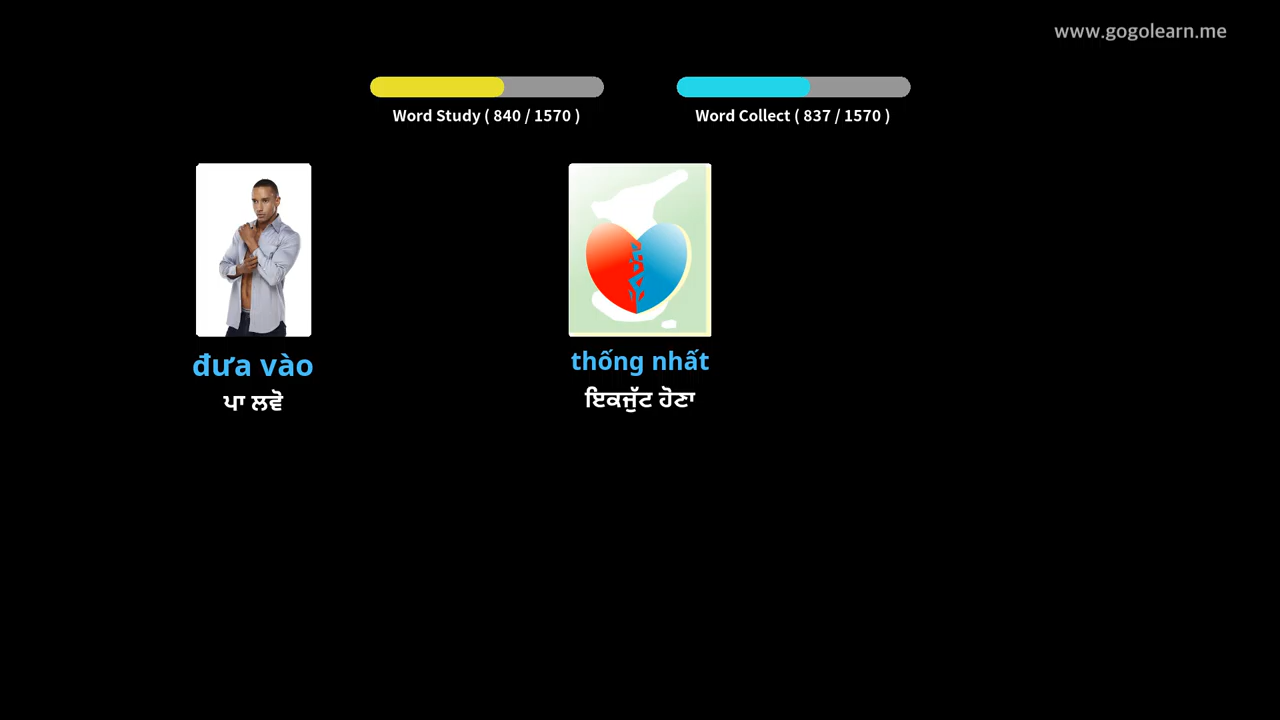 www.gogolearn.me
Word Study ( 840 / 1570 )
Word Collect ( 837 / 1570 )
đưa vào
ਪਾ ਲਵੋ
thống nhất
ਇਕਜੁੱਟ ਹੋਣਾ